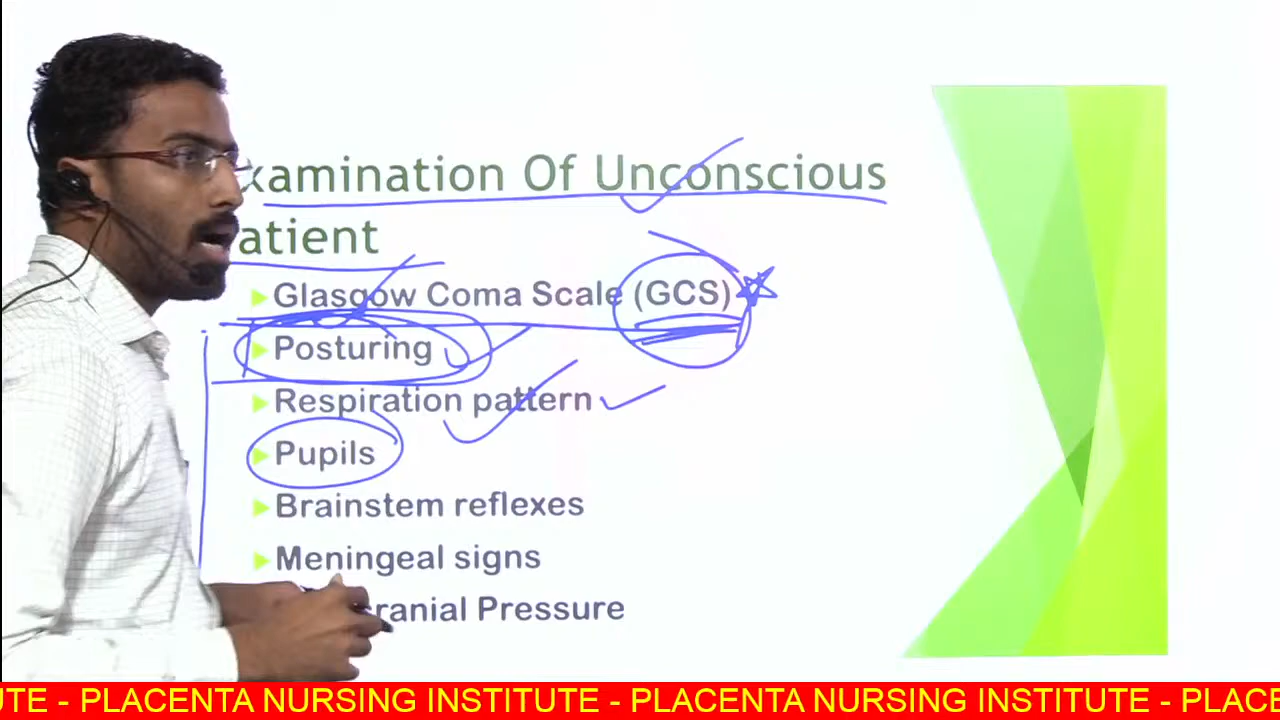 xamination Of Unconscious
atient
Glasgow Coma Scale (GCS)
Posturing
Respiration pattern
Pupils
Brainstem reflexes
Meningeal signs
cranial Pressure
UTE - PLACENTA NURSING INSTITUTE - PLACENTA NURSING INSTITUTE - PLACE